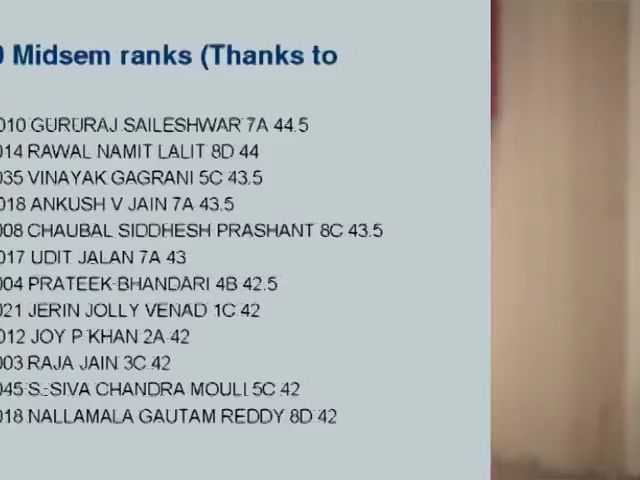 0 Midsem ranks (Thanks to
010 GURURAJ SAILESHWAR 7A 44.5
014 RAWAL NAMIT LALIT 8D 44
035 VINAYAK GAGRANI 5C 43.5
018 ANKUSH V JAIN 7A 43.5
008 CHAUBAL SIDDHESH PRASHANT 8C 43.5
017 UDIT JALAN 7A 43
004 PRATEEK BHANDARI 4B 42.5
021 JERIN JOLLY VENAD 1C 42
012 JOY P KHAN 2A 42
003 RAJA JAIN 3C 42
045 S. SIVA CHANDRA MOULI 5C 42
018 NALLAMALA GAUTAM REDDY 8D 42